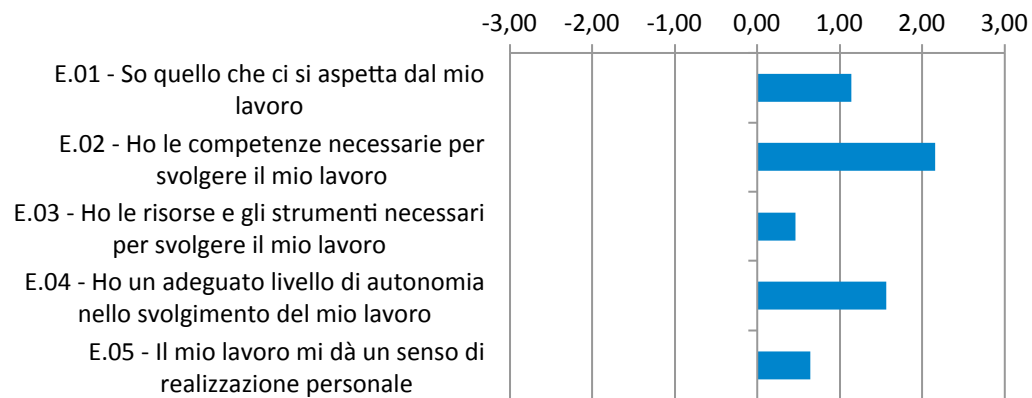 -3,00 -2,00 -1,00 0,00 1,00 2,00 3,00
E.01 - So quello che ci si aspetta dal mio
lavoro
E.02 - Ho le competenze necessarie per
svolgere il mio lavoro
E.03 - Ho le risorse e gli strumenti necessari
per svolgere il mio lavoro
E.04 - Ho un adeguato livello di autonomia
nello svolgimento del mio lavoro
E.05 - Il mio lavoro mi dà un senso di
realizzazione personale